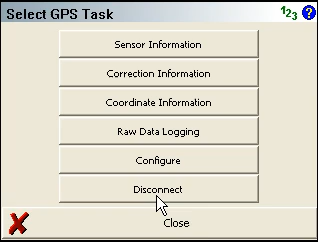 Select GPS Task
123
?
Sensor Information
Correction Information
Coordinate Information
Raw Data Logging
Configure
Disconnect
Close